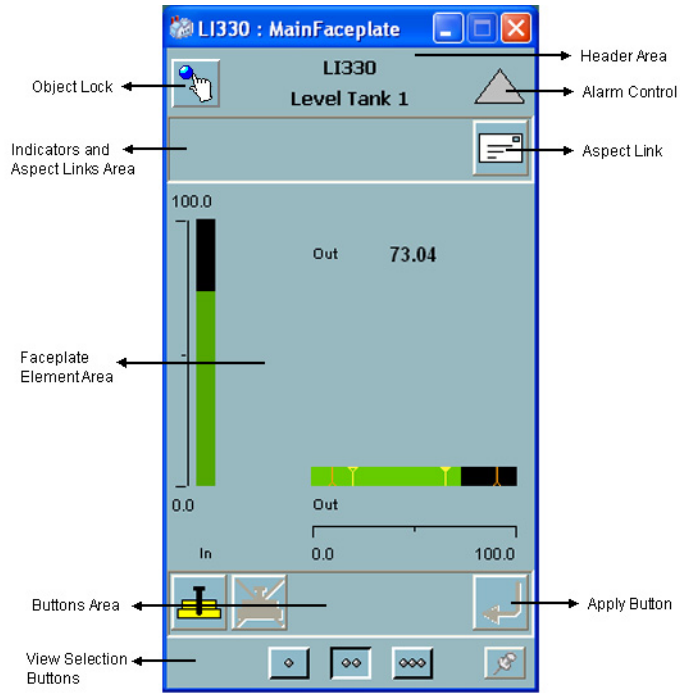 LI330 : MainFaceplate
Header Area
LI330
Object Lock
Level Tank 1
Alarm Control
Indicators and
Aspect Links Area
Aspect Link
100.0
Out 73.04
Faceplate
Element Area
0.0
Out
In
0.0 100.0
Buttons Area
Apply Button
View Selection
Buttons